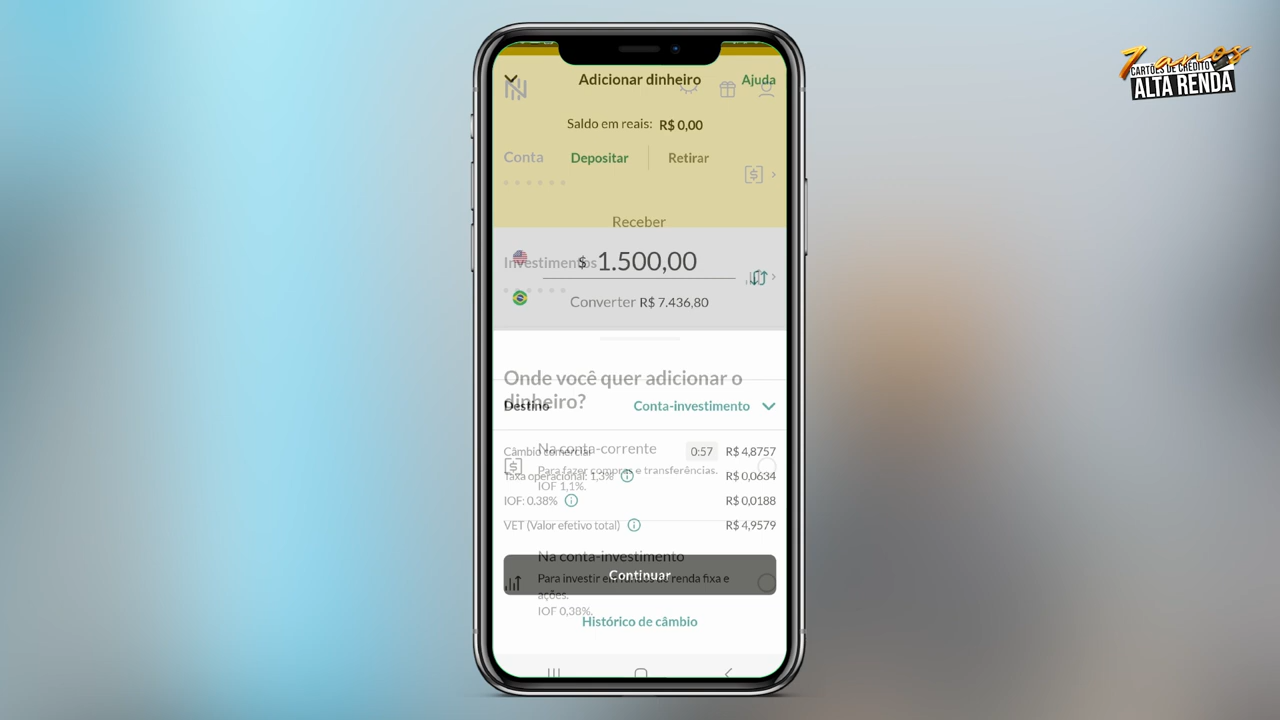 7 anos
CARTÕES DE CRÉDITO
ALTA RENDA
Adicionar dinheiro
Ajuda
Saldo em reais: R$ 0,00
Conta
Depositar
Retirar
Receber
Investimentos
$ 1.500,00
Converter R$ 7.436,80
Onde você quer adicionar o
dinheiro?
Destino
Conta-investimento
Na conta-corrente
Câmbio comercial
0:57
R$ 4,8757
Para fazer compras e transferências.
Taxa operacional: 1,3%
R$ 0,0634
IOF 1,1%.
IOF: 0.38%
R$ 0,0188
VET (Valor efetivo total)
R$ 4,9579
Na conta-investimento
Continuar
Para investir em fundos de renda fixa e
ações.
IOF 0,38%.
Histórico de câmbio